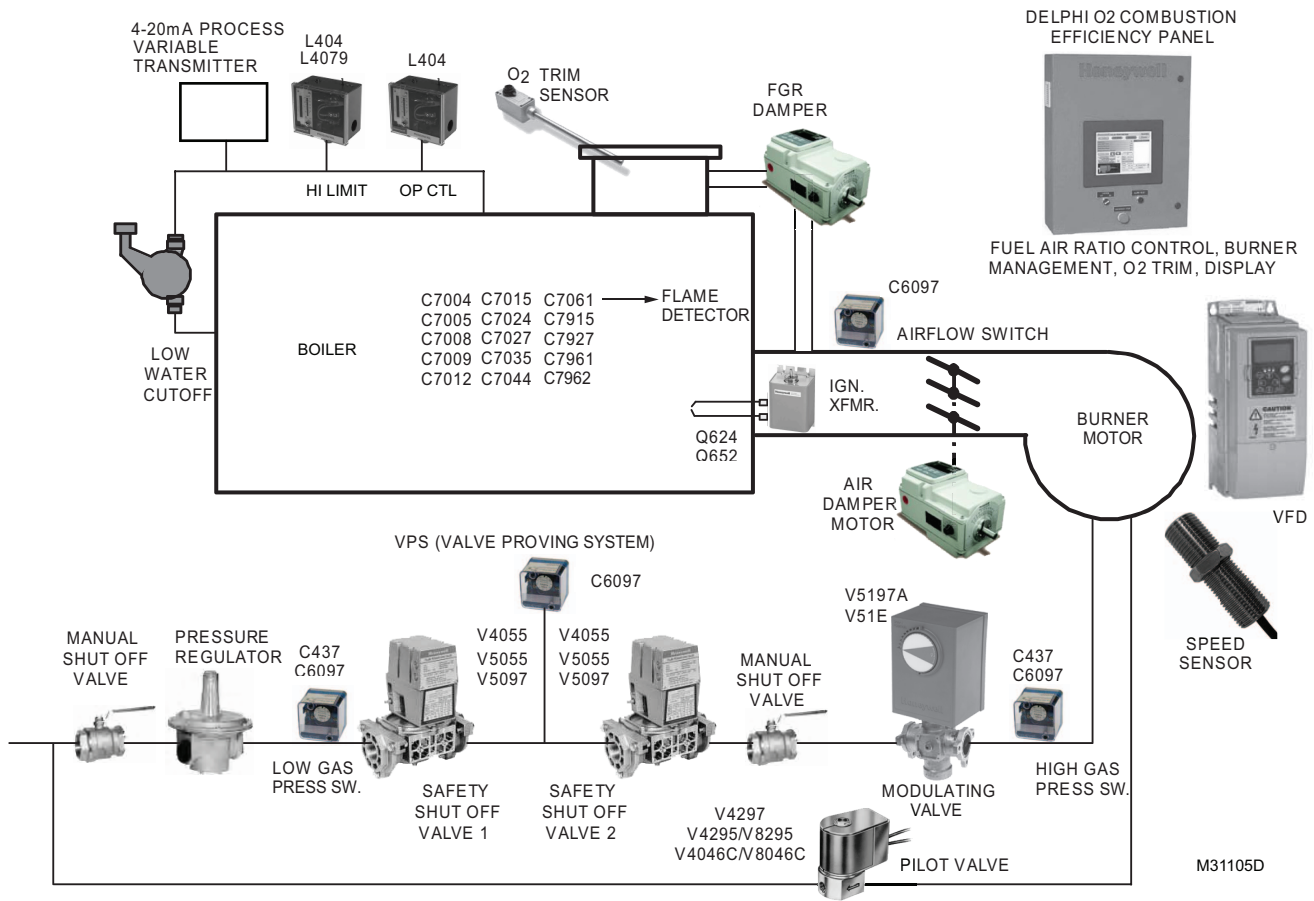 4-20mA PROCESS
VARIABLE
TRANSMITTER
L404
L4079
L404
O2 TRIM
SENSOR
FGR
DAMPER
DELPHI O2 COMBUSTION
EFFICIENCY PANEL
Honeywell
HI LIMIT
OP CTL
FUEL AIR RATIO CONTROL, BURNER
MANAGEMENT, O2 TRIM, DISPLAY
LOW
WATER
CUTOFF
BOILER
C7004 C7015 C7061
C7005 C7024 C7915
C7008 C7027 C7927
C7009 C7035 C7961
C7012 C7044 C7962
FLAME
DETECTOR
C6097
AIRFLOW SWITCH
IGN.
XFMR.
Q624
Q652
BURNER
MOTOR
CAUTION
VFD
AIR
DAMPER
MOTOR
SPEED
SENSOR
VPS (VALVE PROVING SYSTEM)
C6097
MANUAL
SHUT OFF
VALVE
PRESSURE
REGULATOR
C437
C6097
LOW GAS
PRESS SW.
V4055
V5055
V5097
SAFETY
SHUT OFF
VALVE 1
V4055
V5055
V5097
SAFETY
SHUT OFF
VALVE 2
MANUAL
SHUT OFF
VALVE
V5197A
V51E
MODULATING
VALVE
C437
C6097
HIGH GAS
PRESS SW.
V4297
V4295/V8295
V4046C/V8046C
PILOT VALVE
M31105D